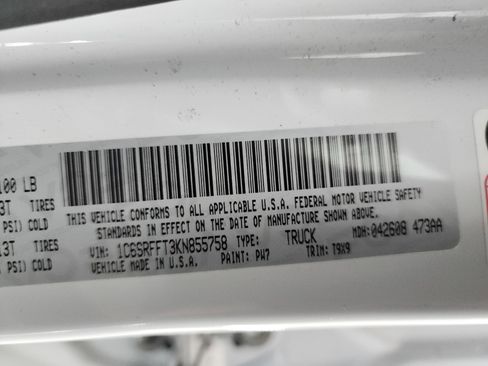 100 LB
3T TIRES
PSI) COLD
13T TIRES
PSI) COLD
THIS VEHICLE CONFORMS TO ALL APPLICABLE U.S.A. FEDERAL MOTOR VEHICLE SAFETY
STANDARDS IN EFFECT ON THE DATE OF MANUFACTURE SHOWN ABOVE.
VIN: 1C6SRFFT3KN855758 TYPE: TRUCK MDH: 042608 473AA
VEHICLE MADE IN U.S.A. PAINT: PW7 TRIM: T9X9